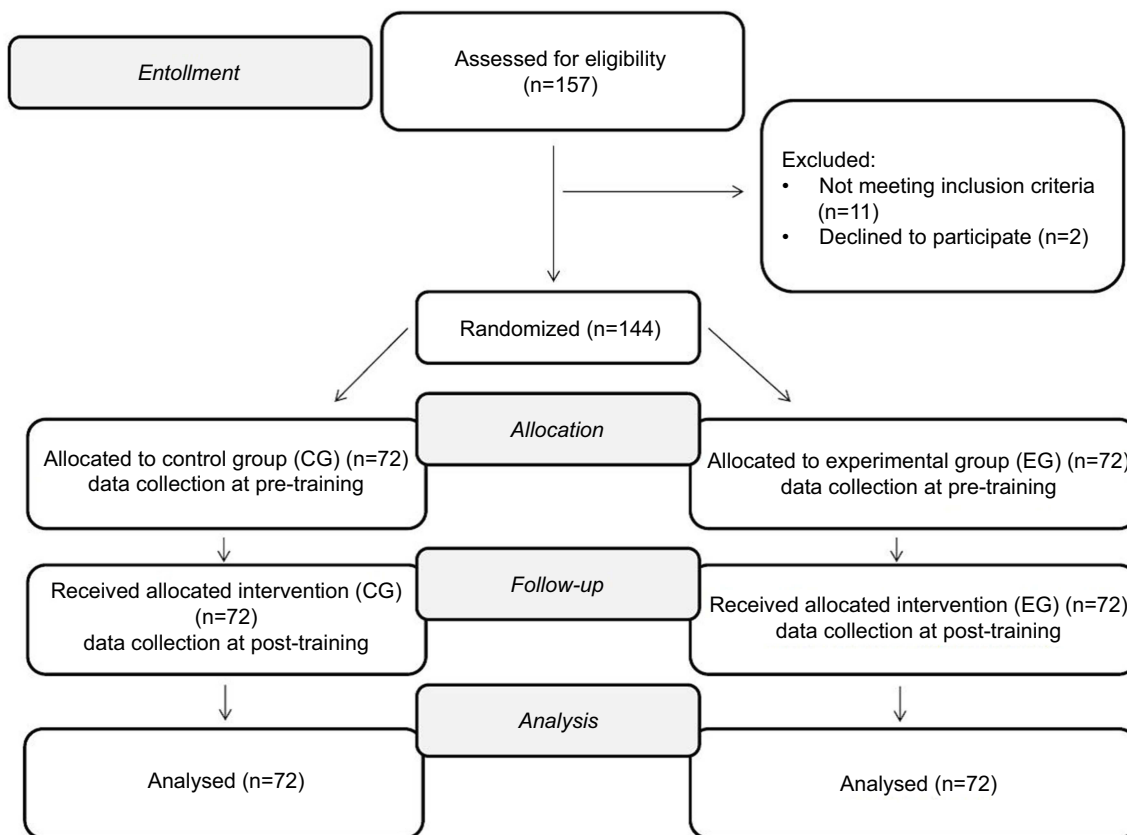 Entollment
Assessed for eligibility
(n=157)
Excluded:
• Not meeting inclusion criteria
(n=11)
• Declined to participate (n=2)
Randomized (n=144)
Allocation
Allocated to control group (CG) (n=72)
data collection at pre-training
Allocated to experimental group (EG) (n=72)
data collection at pre-training
Follow-up
Received allocated intervention (CG)
(n=72)
data collection at post-training
Received allocated intervention (EG) (n=72)
data collection at post-training
Analysis
Analysed (n=72)
Analysed (n=72)